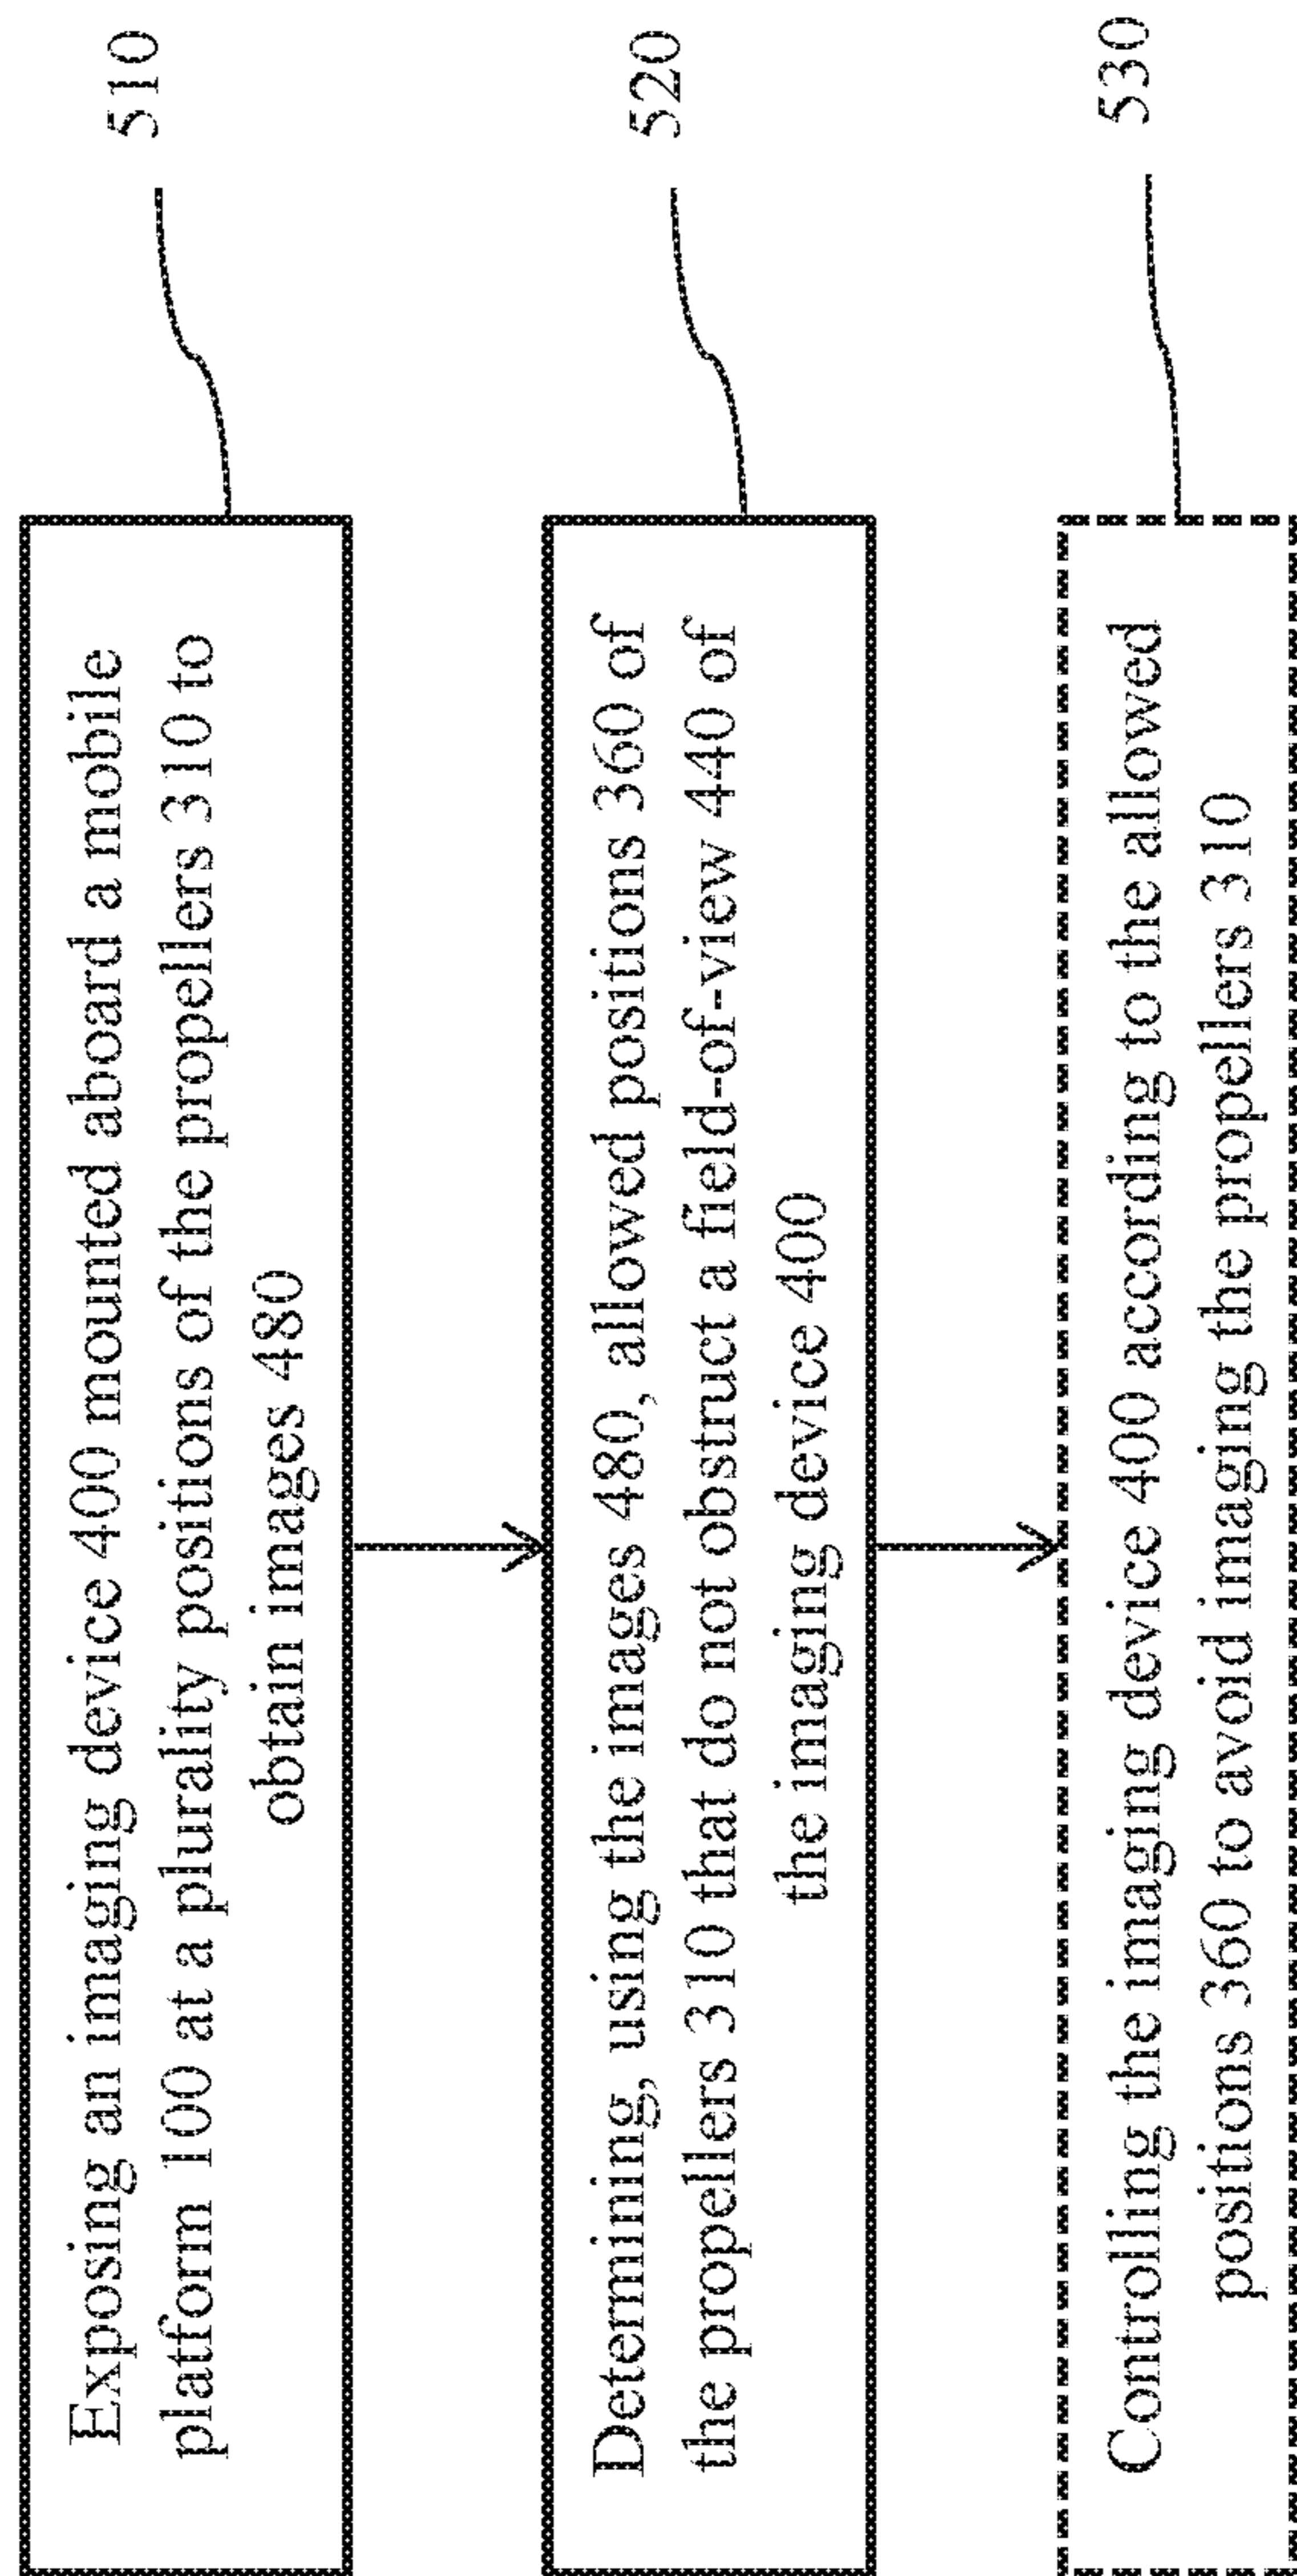 Exposing an imaging device 400 mounted aboard a mobile
platform 100 at a plurality positions of the propellers 310 to
obtain images 480
510
Determining, using the images 480, allowed positions 360 of
the propellers 310 that do not obstruct a field-of-view 440 of
the imaging device 400
520
Controlling the imaging device 400 according to the allowed
positions 360 to avoid imaging the propellers 310
530